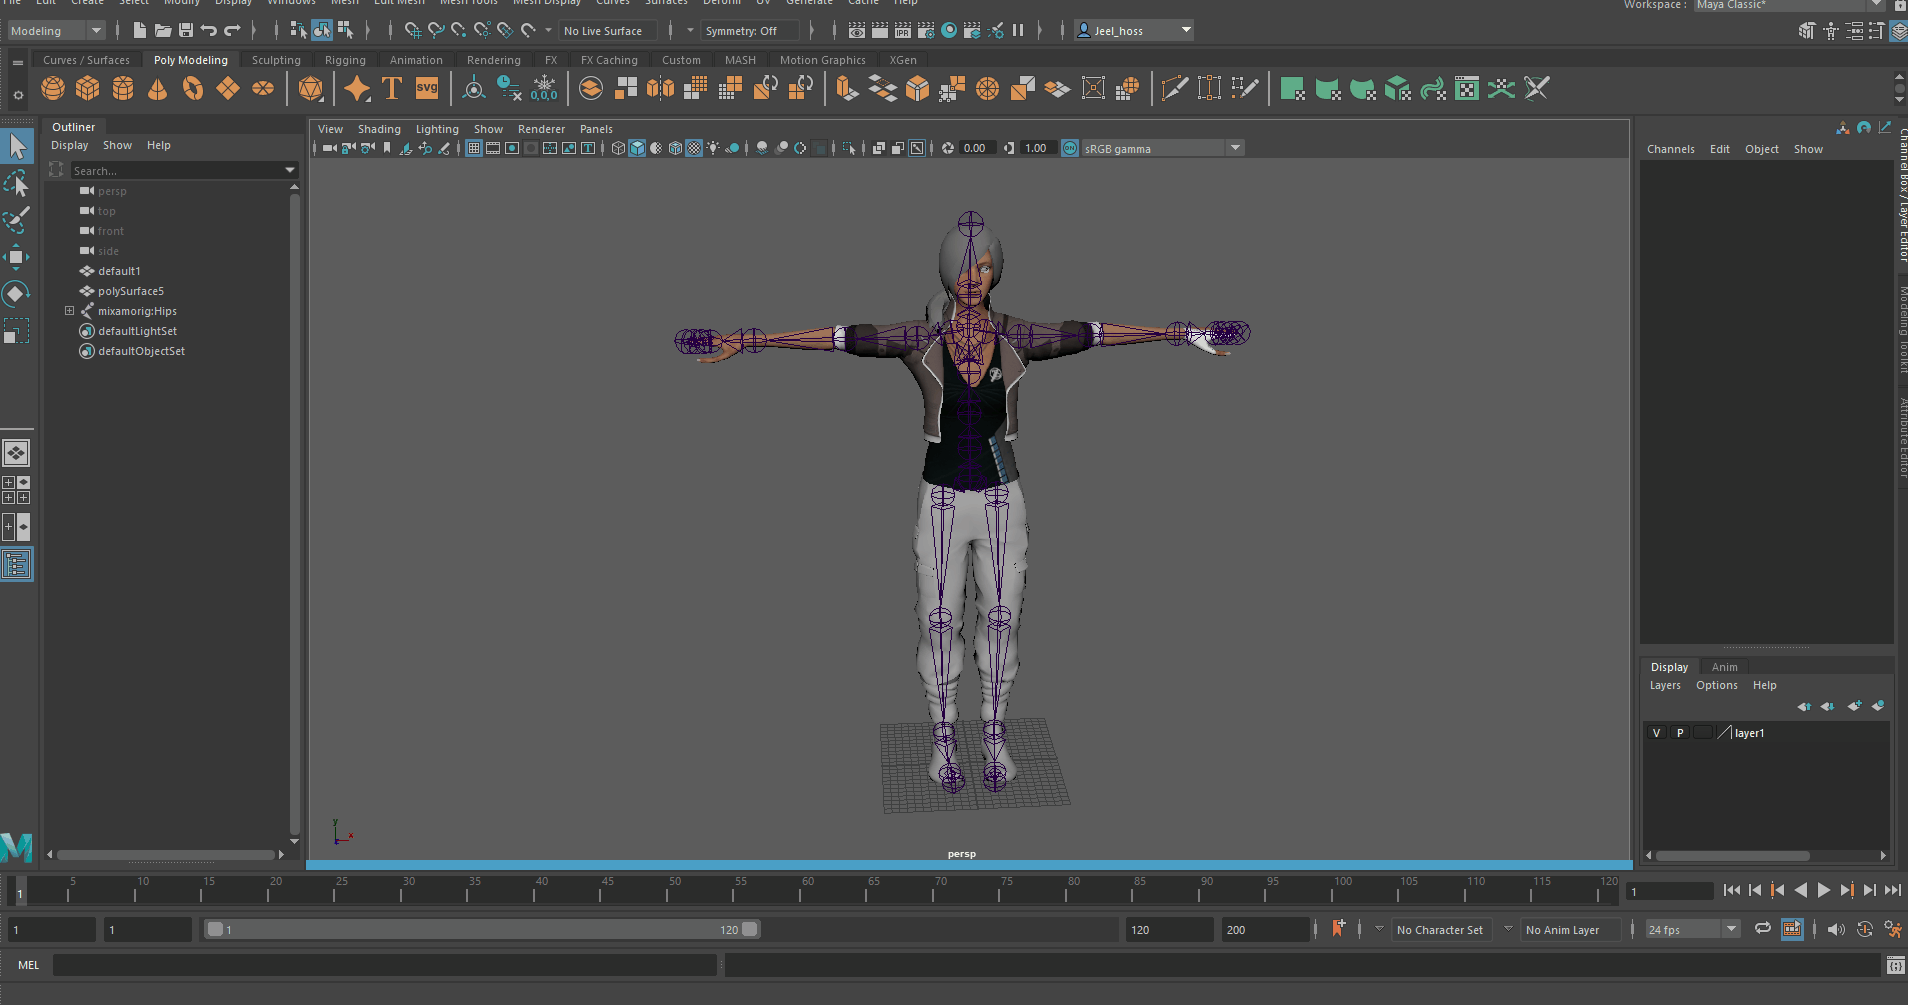 File Edit Create Select Modify Display Windows Mesh Edit Mesh Mesh Tools Mesh Display Curves Surfaces Deform UV Generate Cache Help
Workspace : Maya Classic*
Modeling
No Live Surface
Symmetry: Off
IPR
Jeel_hoss
Curves / Surfaces Poly Modeling Sculpting Rigging Animation Rendering FX FX Caching Custom MASH Motion Graphics XGen
T
SVG
0,0,0
Outliner
Display Show Help
Search...
persp
top
front
side
default1
polySurface5
mixamorig:Hips
defaultLightSet
defaultObjectSet
View Shading Lighting Show Renderer Panels
0.00
1.00
ON
sRGB gamma
y
x
persp
Channels Edit Object Show
Channel Box / Layer Editor
Modeling Toolkit
Attribute Editor
Display Anim
Layers Options Help
V P layer1
1 5 10 15 20 25 30 35 40 45 50 55 60 65 70 75 80 85 90 95 100 105 110 115 120
1
1
1
1 120
120
200
No Character Set
No Anim Layer
24 fps
MEL